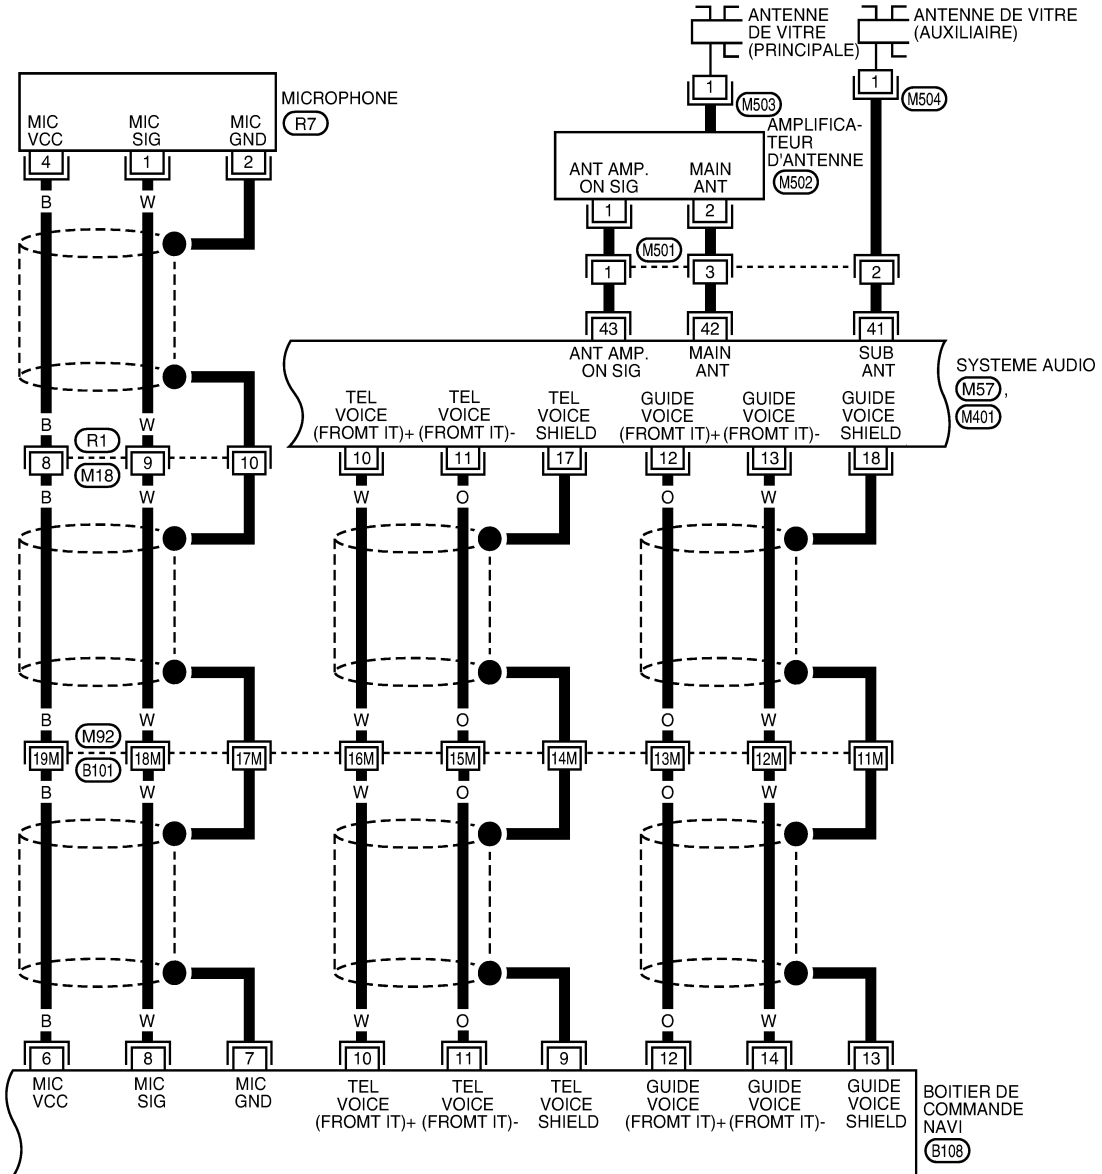 ANTENNE
DE VITRE
(PRINCIPALE)
ANTENNE DE VITRE
(AUXILIAIRE)
1
M503
1
M504
MICROPHONE
R7
MIC
VCC
MIC
SIG
MIC
GND
4
1
2
B
W
AMPLIFICA-
TEUR
D'ANTENNE
M502
ANT AMP.
ON SIG
MAIN
ANT
1
2
M501
1
3
2
43
42
41
ANT AMP.
ON SIG
MAIN
ANT
SUB
ANT
SYSTEME AUDIO
M57 ,
M401
TEL
VOICE
(FROMT IT)+
TEL
VOICE
(FROMT IT)-
TEL
VOICE
SHIELD
GUIDE
VOICE
(FROMT IT)+
GUIDE
VOICE
(FROMT IT)-
GUIDE
VOICE
SHIELD
B
W
R1
M18
8
9
10
10
11
17
12
13
18
B
W
W
O
O
W
B
W
W
O
O
W
M92
B101
19M
18M
17M
16M
15M
14M
13M
12M
11M
B
W
W
O
O
W
B
W
W
O
O
W
6
8
7
10
11
9
12
14
13
MIC
VCC
MIC
SIG
MIC
GND
TEL
VOICE
(FROMT IT)+
TEL
VOICE
(FROMT IT)-
TEL
VOICE
SHIELD
GUIDE
VOICE
(FROMT IT)+
GUIDE
VOICE
(FROMT IT)-
GUIDE
VOICE
SHIELD
BOITIER DE
COMMANDE
NAVI
B108